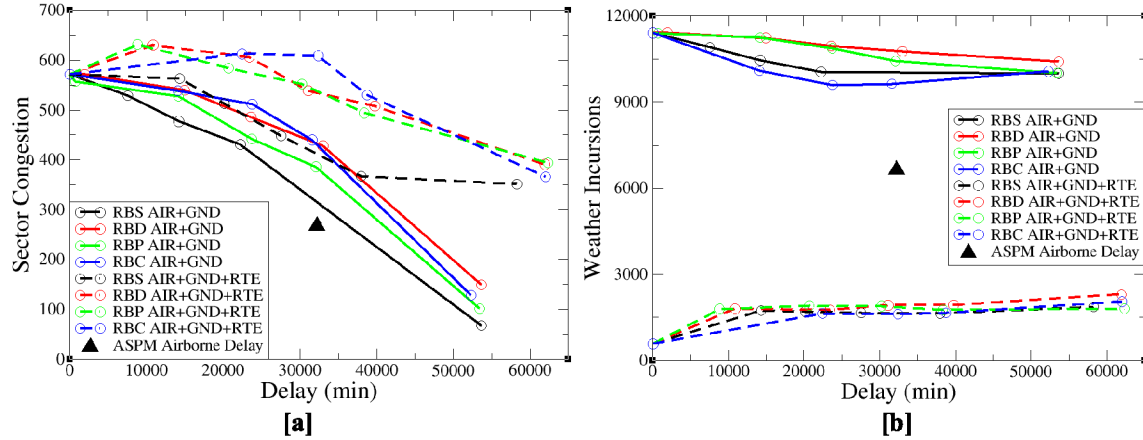 700
600
500
400
300
200
100
0
Sector Congestion
RBS AIR+GND
RBD AIR+GND
RBP AIR+GND
RBC AIR+GND
RBS AIR+GND+RTE
RBD AIR+GND+RTE
RBP AIR+GND+RTE
RBC AIR+GND+RTE
ASPM Airborne Delay
0 10000 20000 30000 40000 50000 60000
Delay (min)
[a]
12000
9000
6000
3000
0
Weather Incursions
RBS AIR+GND
RBD AIR+GND
RBP AIR+GND
RBC AIR+GND
RBS AIR+GND+RTE
RBD AIR+GND+RTE
RBP AIR+GND+RTE
RBC AIR+GND+RTE
ASPM Airborne Delay
0 10000 20000 30000 40000 50000 60000
Delay (min)
[b]